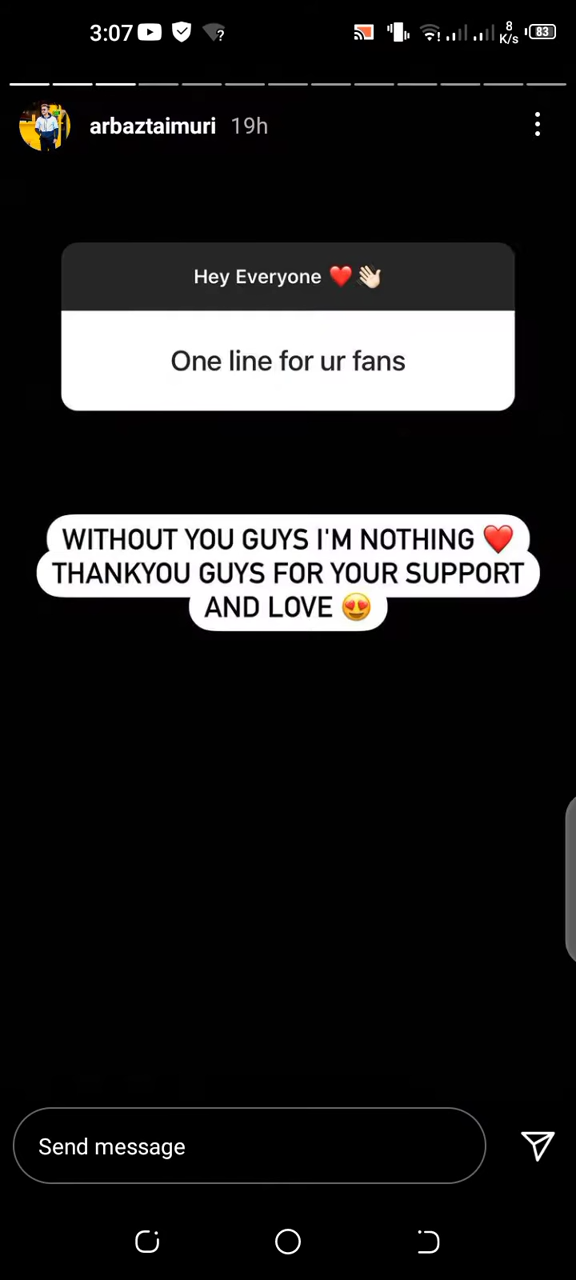 3:07
8
K/s
83
arbaztaimuri 19h
Hey Everyone ❤️👋🏻
One line for ur fans
WITHOUT YOU GUYS I'M NOTHING ❤️
THANKYOU GUYS FOR YOUR SUPPORT
AND LOVE 😍
Send message